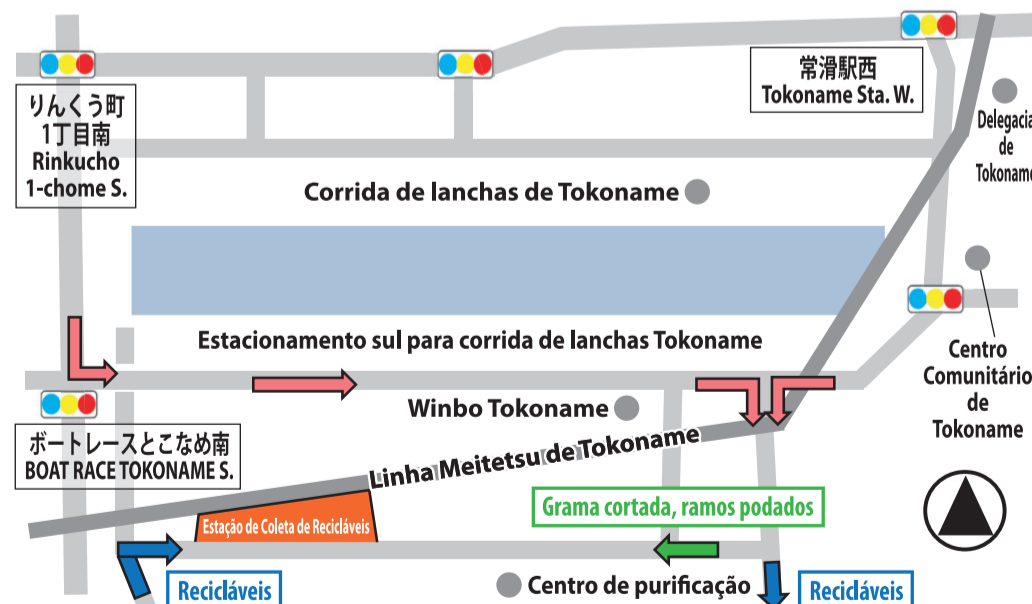 常滑駅西
Tokoname Sta. W.
りんくう町
1丁目南
Rinkucho
1-chome S.
Delegacia
de
Tokoname
Corrida de lanchas de Tokoname
Estacionamento sul para corrida de lanchas Tokoname
Centro
Comunitário
de
Tokoname
Winbo Tokoname
ボートレースとこなめ南
BOAT RACE TOKONAME S.
Linha Meitetsu de Tokoname
Grama cortada, ramos podados
Estação de Coleta de Recicláveis
Recicláveis
Centro de purificação
Recicláveis